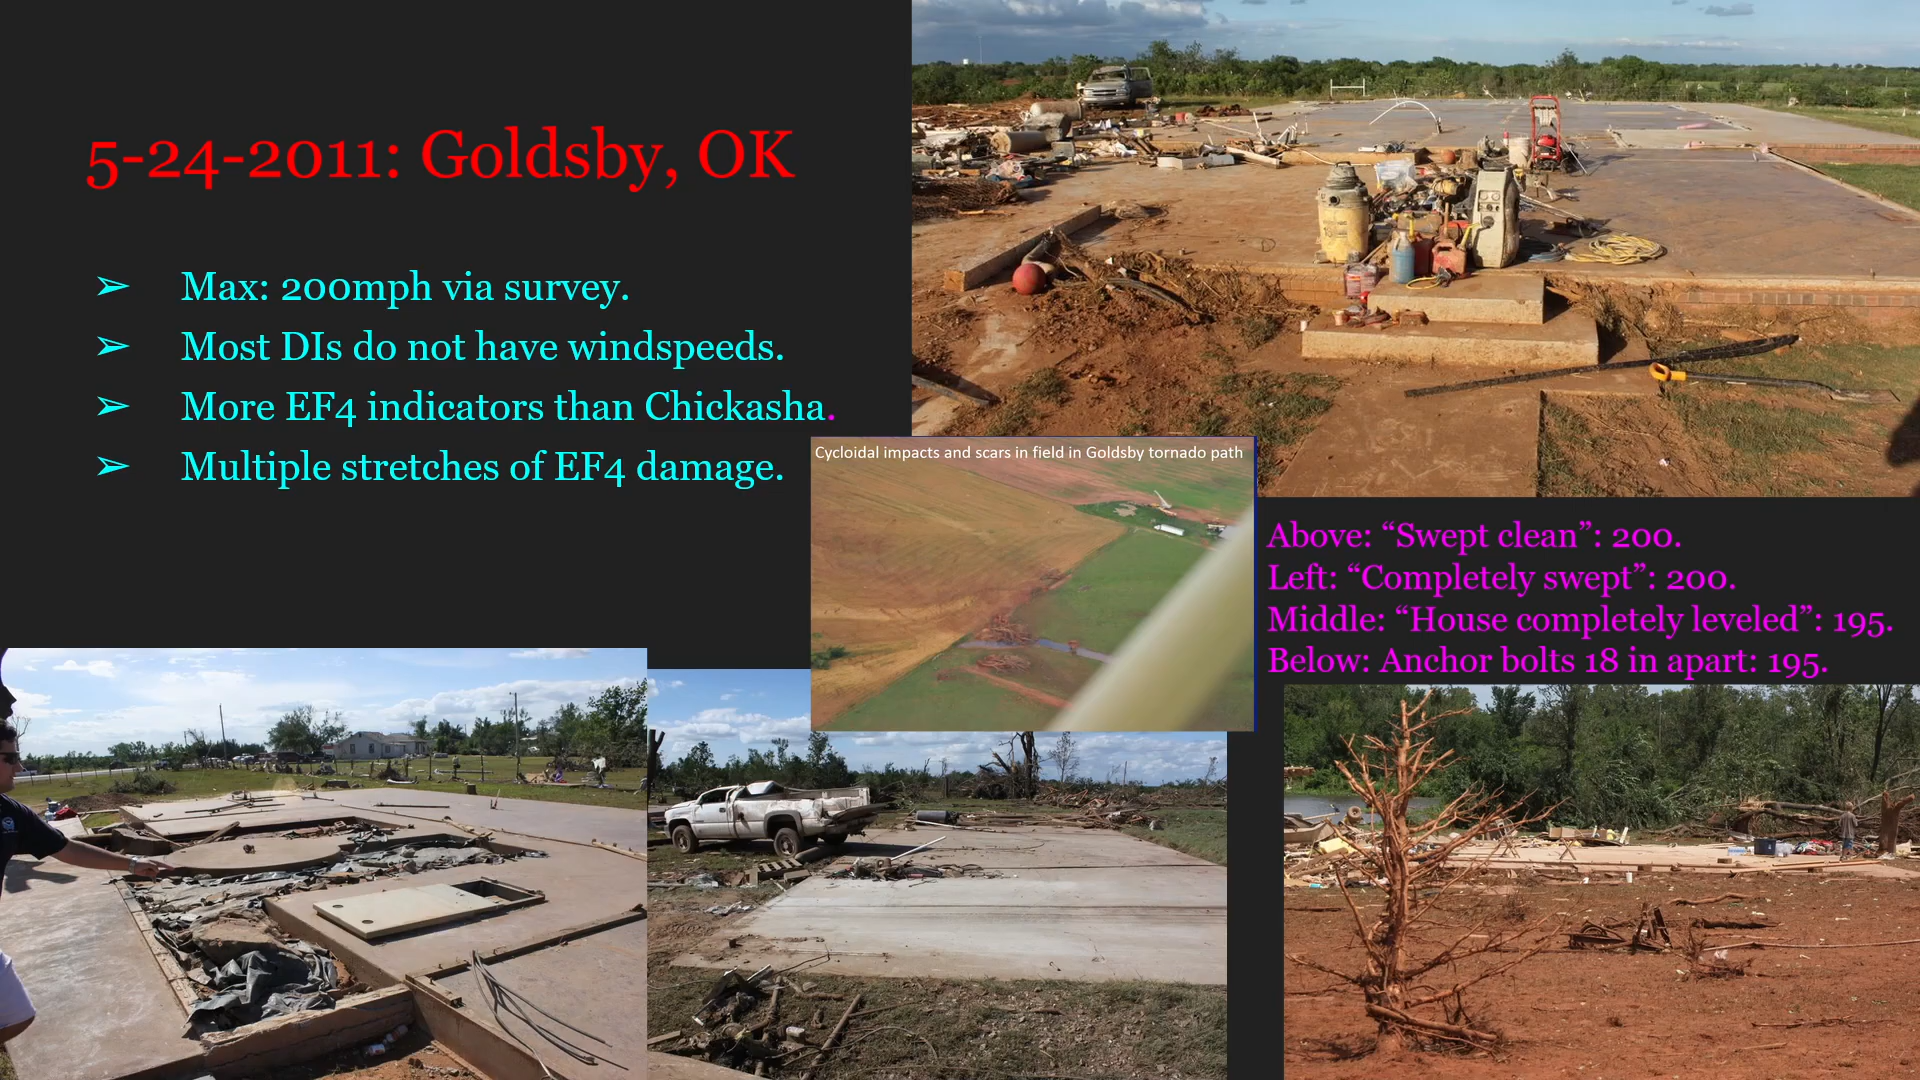 5-24-2011: Goldsby, OK
➢ Max: 200mph via survey.
➢ Most DIs do not have windspeeds.
➢ More EF4 indicators than Chickasha.
➢ Multiple stretches of EF4 damage.
Cycloidal impacts and scars in field in Goldsby tornado path
Above: “Swept clean”: 200.
Left: “Completely swept”: 200.
Middle: “House completely leveled”: 195.
Below: Anchor bolts 18 in apart: 195.